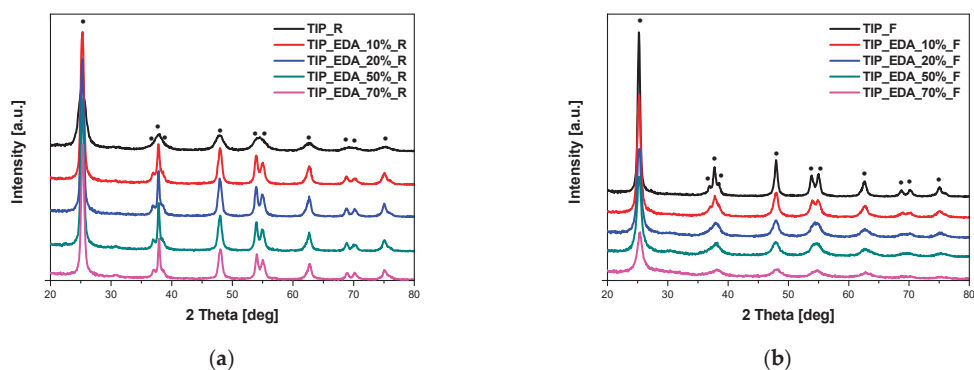 TIP_R
TIP_EDA_10%_R
TIP_EDA_20%_R
TIP_EDA_50%_R
TIP_EDA_70%_R
Intensity [a.u.]
20 30 40 50 60 70 80
2 Theta [deg]
(a)
TIP_F
TIP_EDA_10%_F
TIP_EDA_20%_F
TIP_EDA_50%_F
TIP_EDA_70%_F
Intensity [a.u.]
20 30 40 50 60 70 80
2 Theta [deg]
(b)